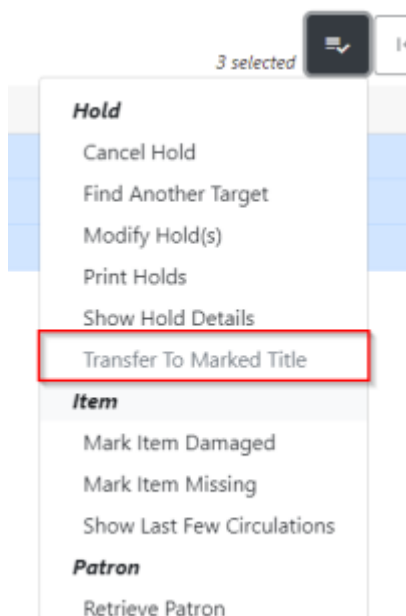 3 selected
Hold
Cancel Hold
Find Another Target
Modify Hold(s)
Print Holds
Show Hold Details
Transfer To Marked Title
Item
Mark Item Damaged
Mark Item Missing
Show Last Few Circulations
Patron
Retrieve Patron